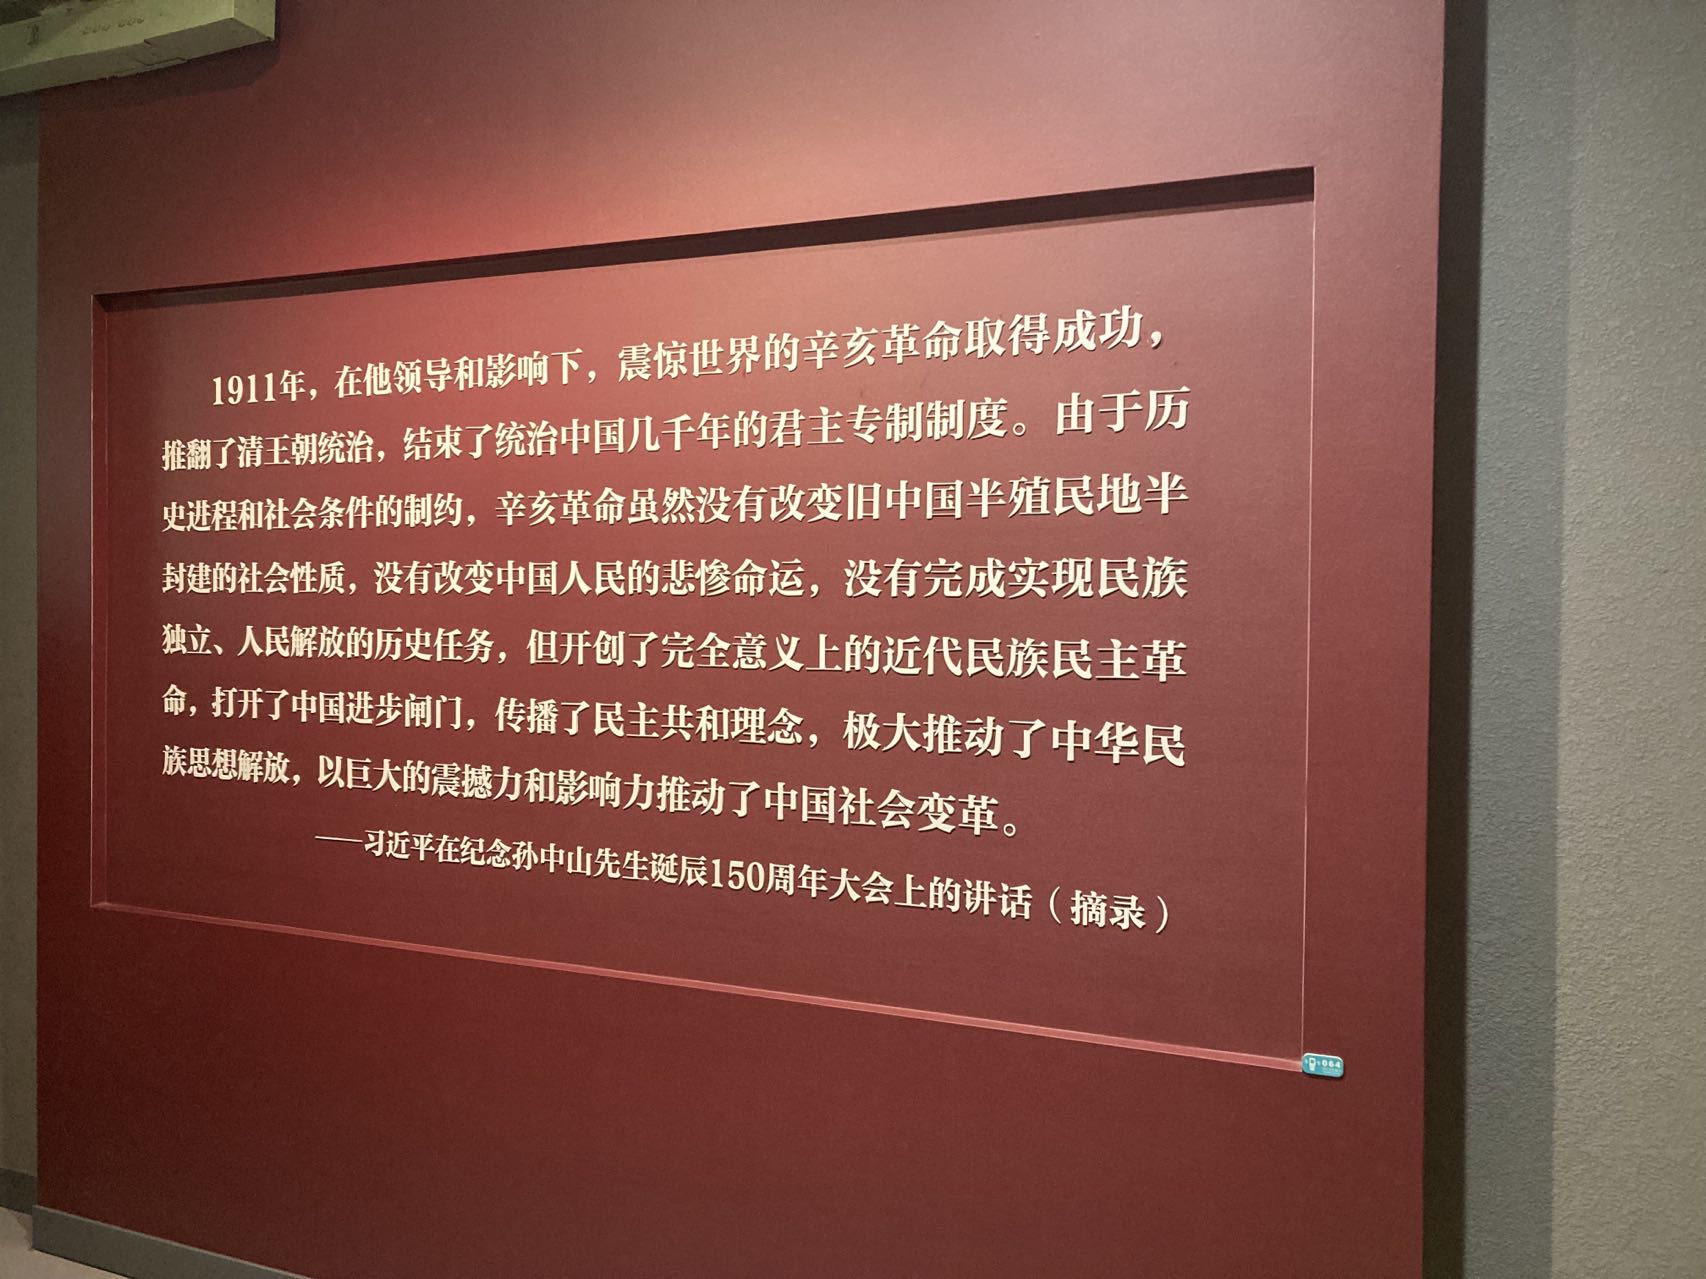 1911年，在他领导和影响下，震惊世界的辛亥革命取得成功，
推翻了清王朝统治，结束了统治中国几千年的君主专制制度。由于历
史进程和社会条件的制约，辛亥革命虽然没有改变旧中国半殖民地半
封建的社会性质，没有改变中国人民的悲惨命运，没有完成实现民族
独立、人民解放的历史任务，但开创了完全意义上的近代民族民主革
命，打开了中国进步闸门，传播了民主共和理念，极大推动了中华民
族思想解放，以巨大的震撼力和影响力推动了中国社会变革。
——习近平在纪念孙中山先生诞辰150周年大会上的讲话（摘录）
064